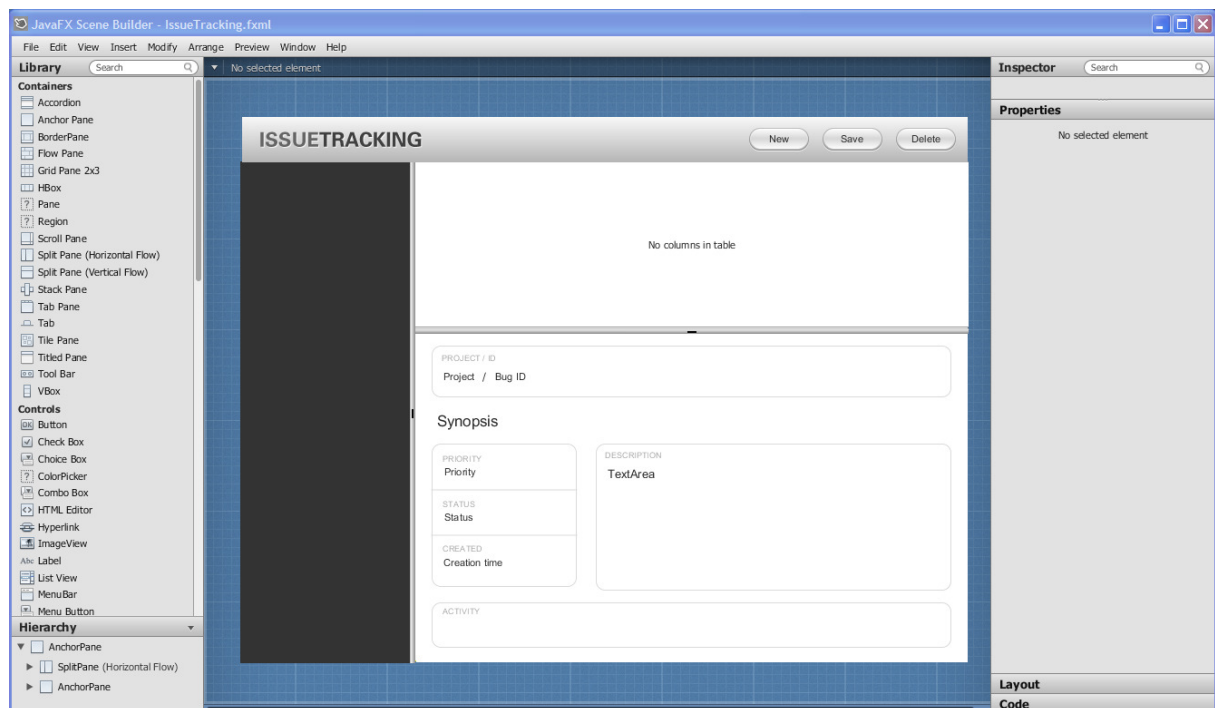 JavaFX Scene Builder - IssueTracking.fxml
File Edit View Insert Modify Arrange Preview Window Help
Library Search
Containers
Accordion
Anchor Pane
BorderPane
Flow Pane
Grid Pane 2x3
HBox
Pane
Region
Scroll Pane
Split Pane (Horizontal Flow)
Split Pane (Vertical Flow)
Stack Pane
Tab Pane
Tab
Tile Pane
Titled Pane
Tool Bar
VBox
Controls
Button
Check Box
Choice Box
ColorPicker
Combo Box
HTML Editor
Hyperlink
ImageView
Abc Label
List View
MenuBar
Menu Button
Hierarchy
AnchorPane
SplitPane (Horizontal Flow)
AnchorPane
No selected element
ISSUETRACKING
New Save Delete
No columns in table
PROJECT / ID
Project / Bug ID
Synopsis
PRIORITY
Priority
STATUS
Status
CREATED
Creation time
DESCRIPTION
TextArea
ACTIVITY
Inspector Search
Properties
No selected element
Layout
Code